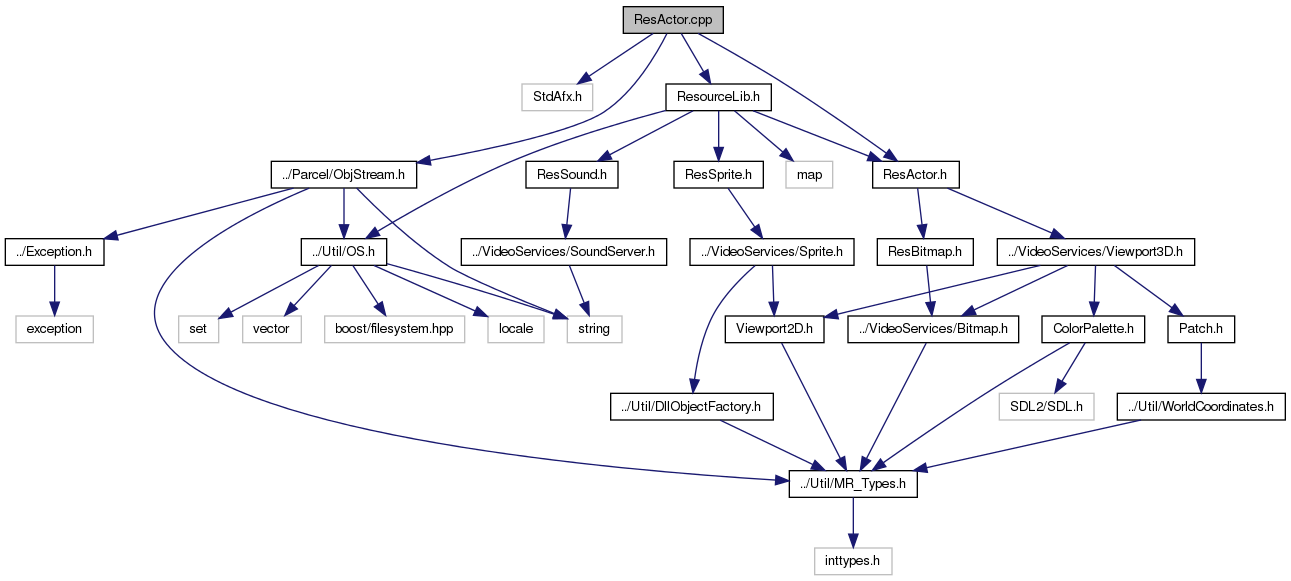 ResActor.cpp
StdAfx.h
ResourceLib.h
../Parcel/ObjStream.h
ResSound.h
ResSprite.h
map
ResActor.h
../Exception.h
../Util/OS.h
../VideoServices/SoundServer.h
../VideoServices/Sprite.h
ResBitmap.h
../VideoServices/Viewport3D.h
exception
set
vector
boost/filesystem.hpp
locale
string
Viewport2D.h
../VideoServices/Bitmap.h
ColorPalette.h
Patch.h
../Util/DllObjectFactory.h
SDL2/SDL.h
../Util/WorldCoordinates.h
../Util/MR_Types.h
inttypes.h